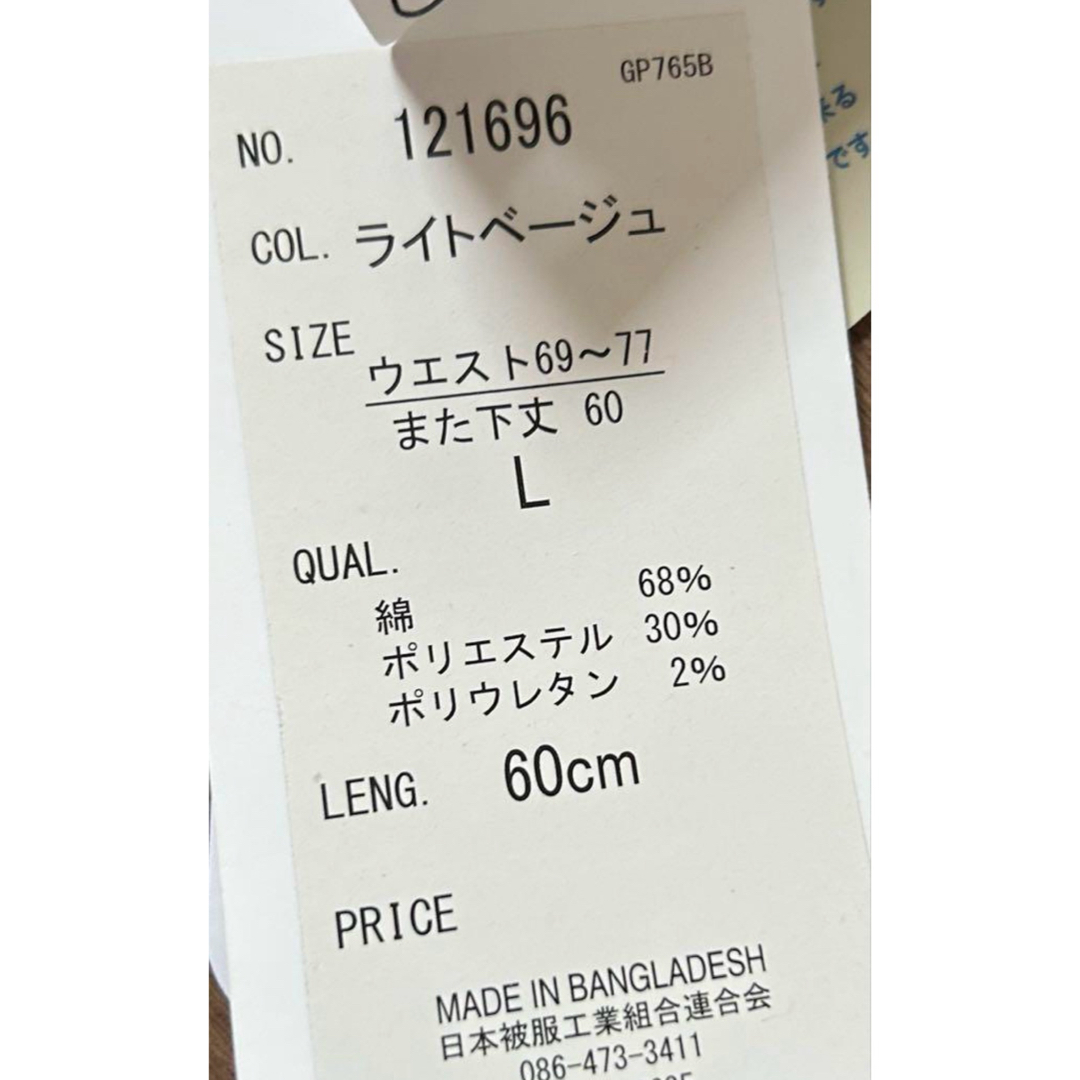 GP765B
NO. 121696
COL. ライトベージュ
SIZE ウエスト69〜77
また下丈 60
L
QUAL.
綿 68%
ポリエステル 30%
ポリウレタン 2%
LENG. 60cm
PRICE
MADE IN BANGLADESH
日本被服工業組合連合会
086-473-3411
る
です